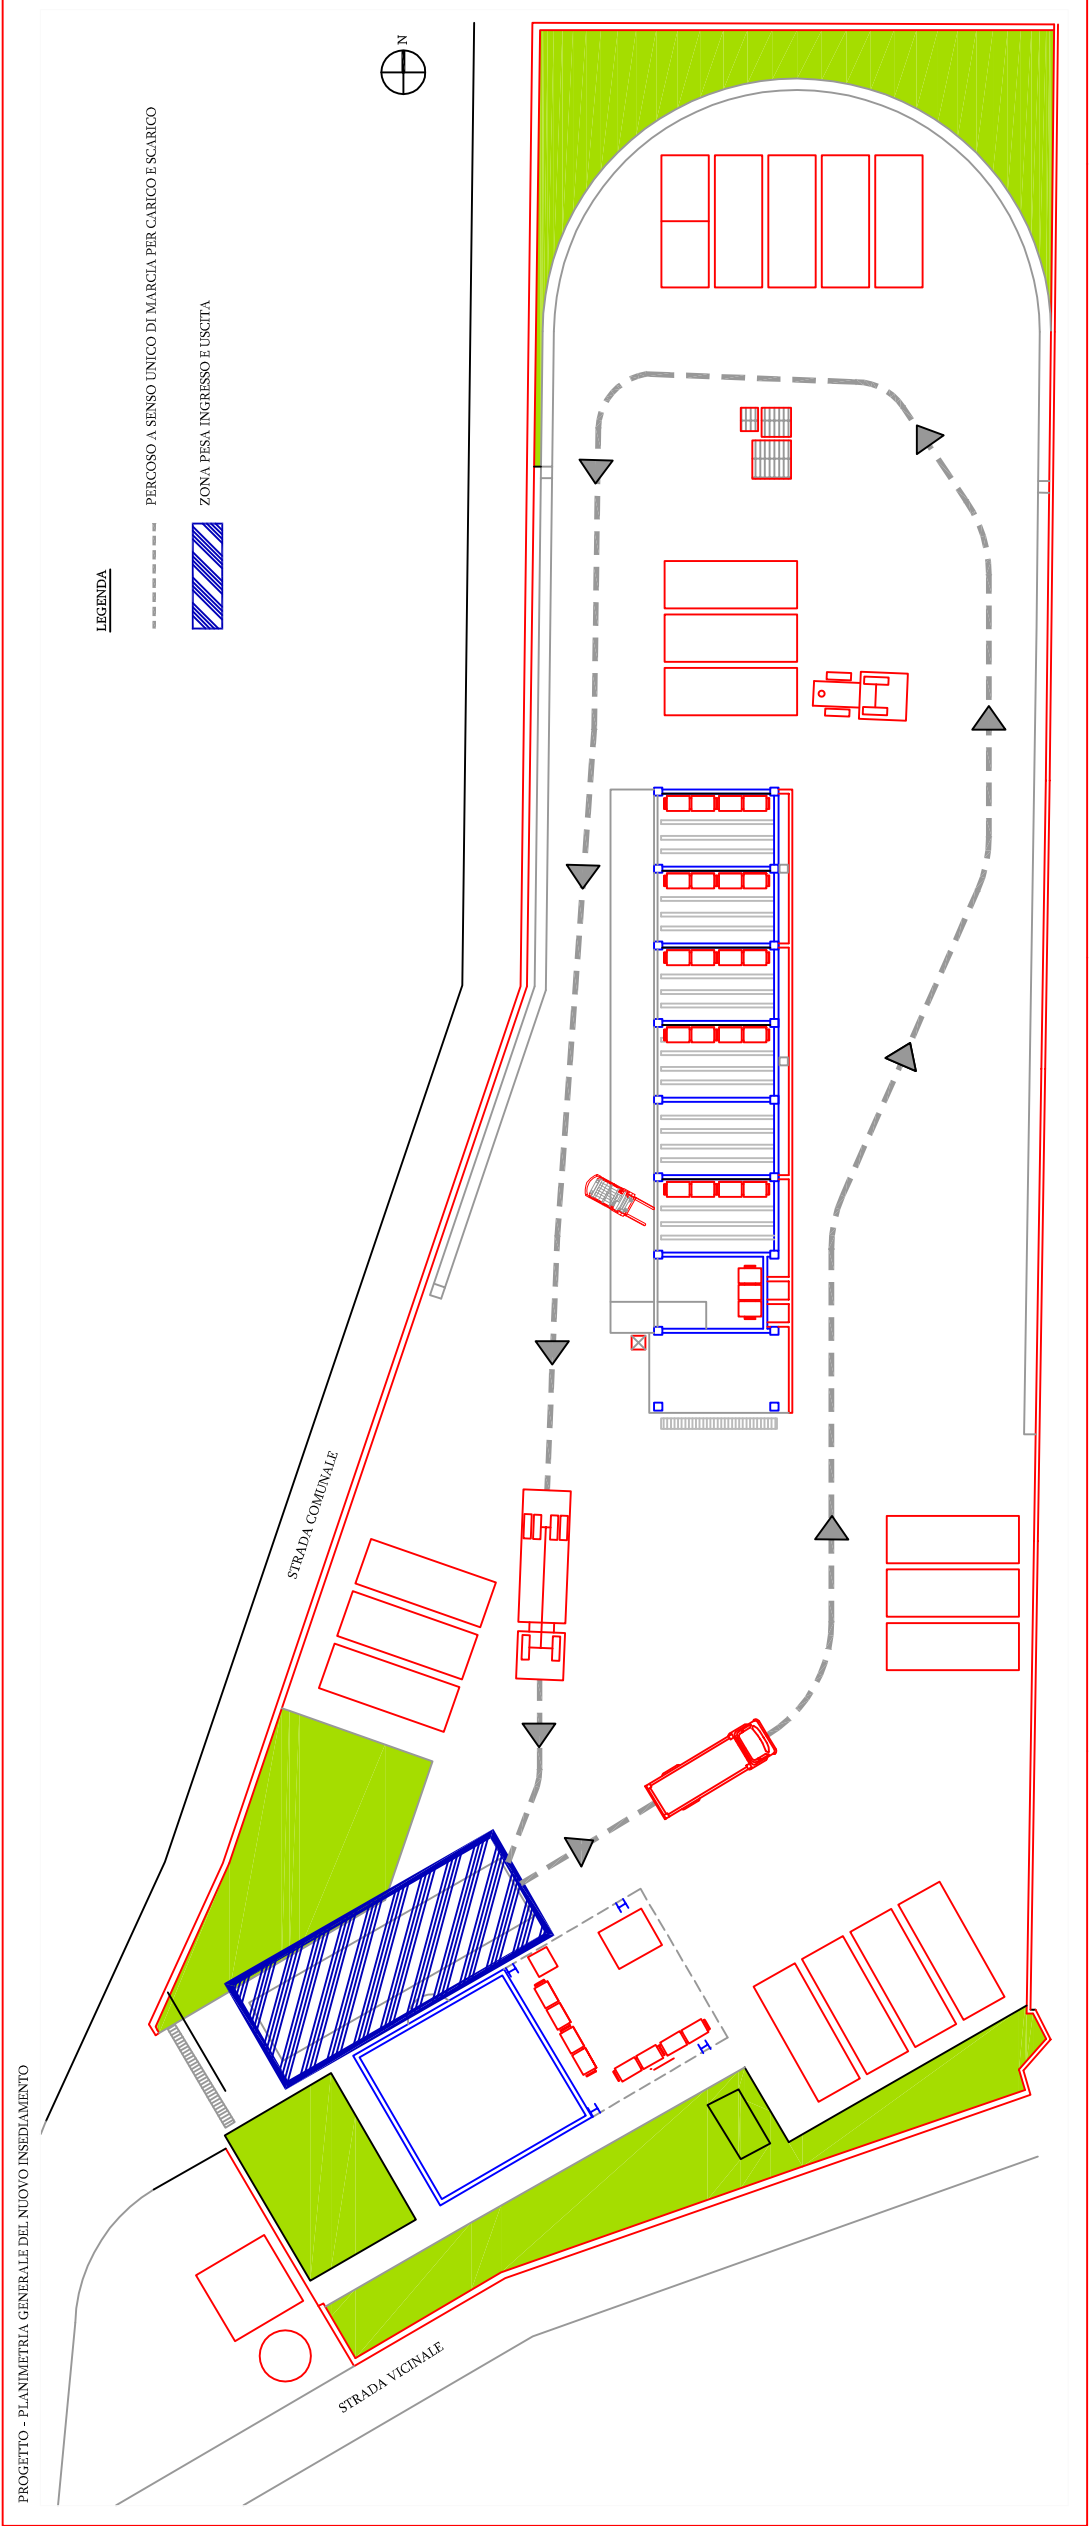 PROGETTO - PLANIMETRIA GENERALE DEL NUOVO INSEDIAMENTO
LEGENDA
PERCOSO A SENSO UNICO DI MARCIA PER CARICO E SCARICO
ZONA PESA INGRESSO E USCITA
N
STRADA COMUNALE
STRADA VICINALE